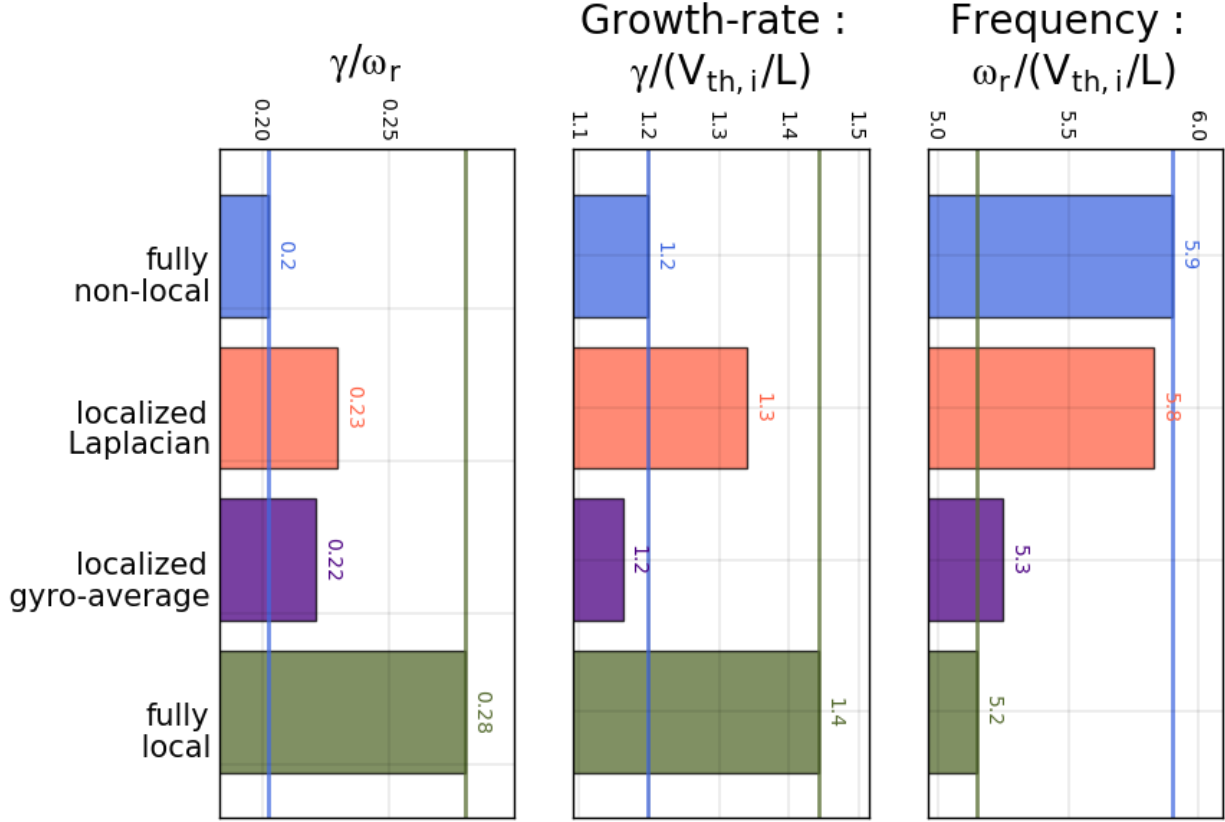 γ/ω_r
0.20
0.25
fully
non-local
localized
Laplacian
localized
gyro-average
fully
local
0.2
0.23
0.22
0.28
Growth-rate :
γ/(V_th, i/L)
1.1
1.2
1.3
1.4
1.5
1.2
1.3
1.2
1.4
Frequency :
ω_r/(V_th, i/L)
5.0
5.5
6.0
5.9
5.8
5.3
5.2